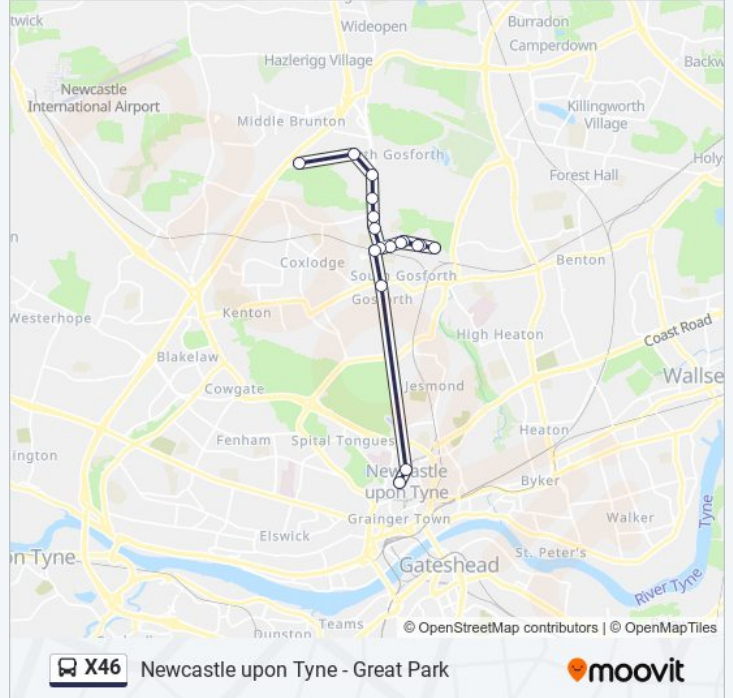 twick
Wideopen
Burradon
Camperdown
Hazlerigg Village
Backw
Newcastle
International Airport
Killingworth
Village
Middle Brunton
th Gosforth
Holy
Forest Hall
n
Coxlodge
Benton
South Gosforth
Gosforth
Westerhope
Kenton
Coast Road
High Heaton
Blakelaw
Wallse
Cowgate
Jesmond
Heaton
Fenham
Spital Tongues
ington
Newcastle
upon Tyne
Byker
Grainger Town
Walker
Tyne
Elswick
St. Peter's
on Tyne
Gateshead
River Tyne
Teams
Dunston
© OpenStreetMap contributors | © OpenMapTiles
X46 Newcastle upon Tyne - Great Park
moovit